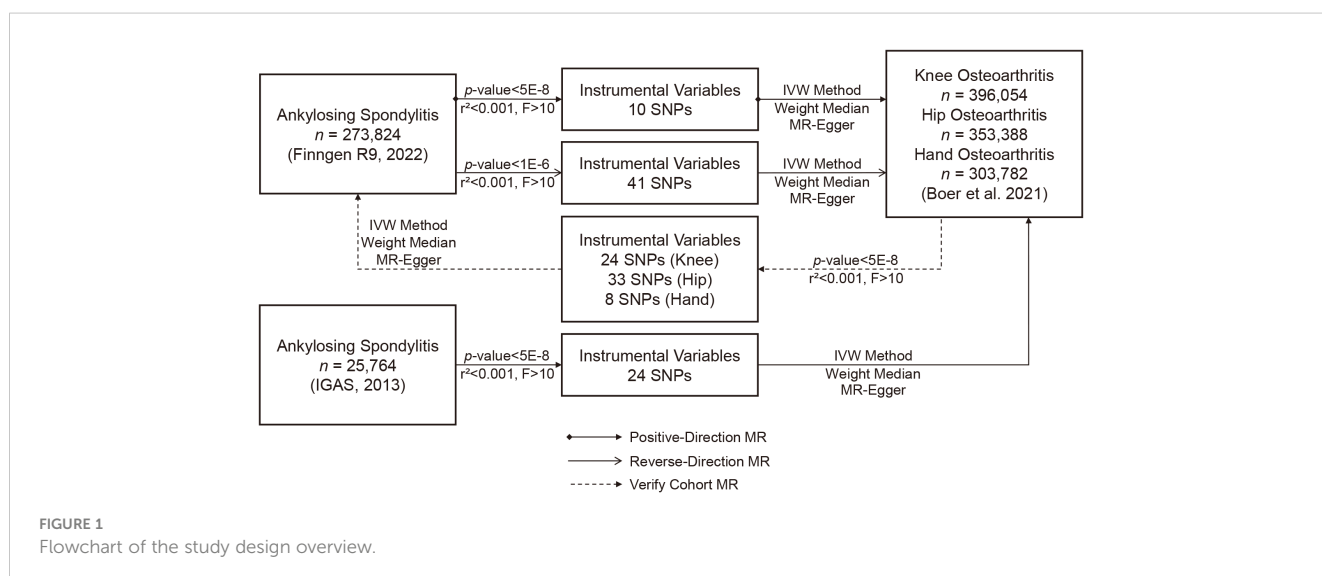 Ankylosing Spondylitis
n = 273,824
(Finngen R9, 2022)
p-value<5E-8
r²<0.001, F>10
Instrumental Variables
10 SNPs
IVW Method
Weight Median
MR-Egger
Knee Osteoarthritis
n = 396,054
Hip Osteoarthritis
n = 353,388
Hand Osteoarthritis
n = 303,782
(Boer et al. 2021)
p-value<1E-6
r²<0.001, F>10
Instrumental Variables
41 SNPs
IVW Method
Weight Median
MR-Egger
IVW Method
Weight Median
MR-Egger
Instrumental Variables
24 SNPs (Knee)
33 SNPs (Hip)
8 SNPs (Hand)
p-value<5E-8
r²<0.001, F>10
Ankylosing Spondylitis
n = 25,764
(IGAS, 2013)
p-value<5E-8
r²<0.001, F>10
Instrumental Variables
24 SNPs
IVW Method
Weight Median
MR-Egger
Positive-Direction MR
Reverse-Direction MR
Verify Cohort MR
FIGURE 1
Flowchart of the study design overview.